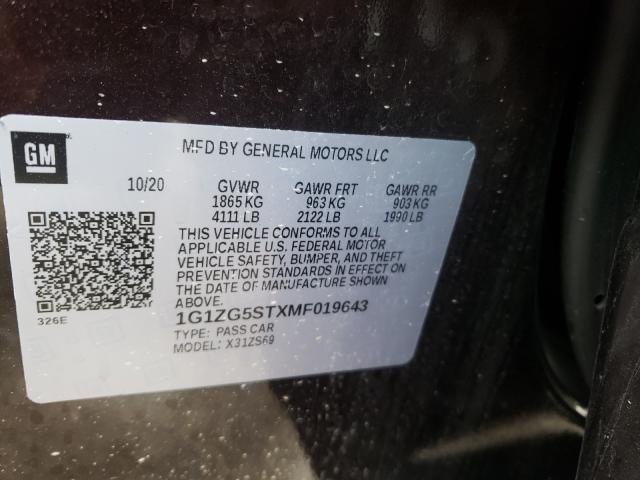 GM
MFD BY GENERAL MOTORS LLC
10/20 GVWR GAWR FRT GAWR RR
1865 KG 963 KG 903 KG
4111 LB 2122 LB 1990 LB
THIS VEHICLE CONFORMS TO ALL
APPLICABLE U.S. FEDERAL MOTOR
VEHICLE SAFETY, BUMPER, AND THEFT
PREVENTION STANDARDS IN EFFECT ON
THE DATE OF MANUFACTURE SHOWN
ABOVE.
326E
1G1ZG5STXMF019643
TYPE: PASS CAR
MODEL: X31ZS69